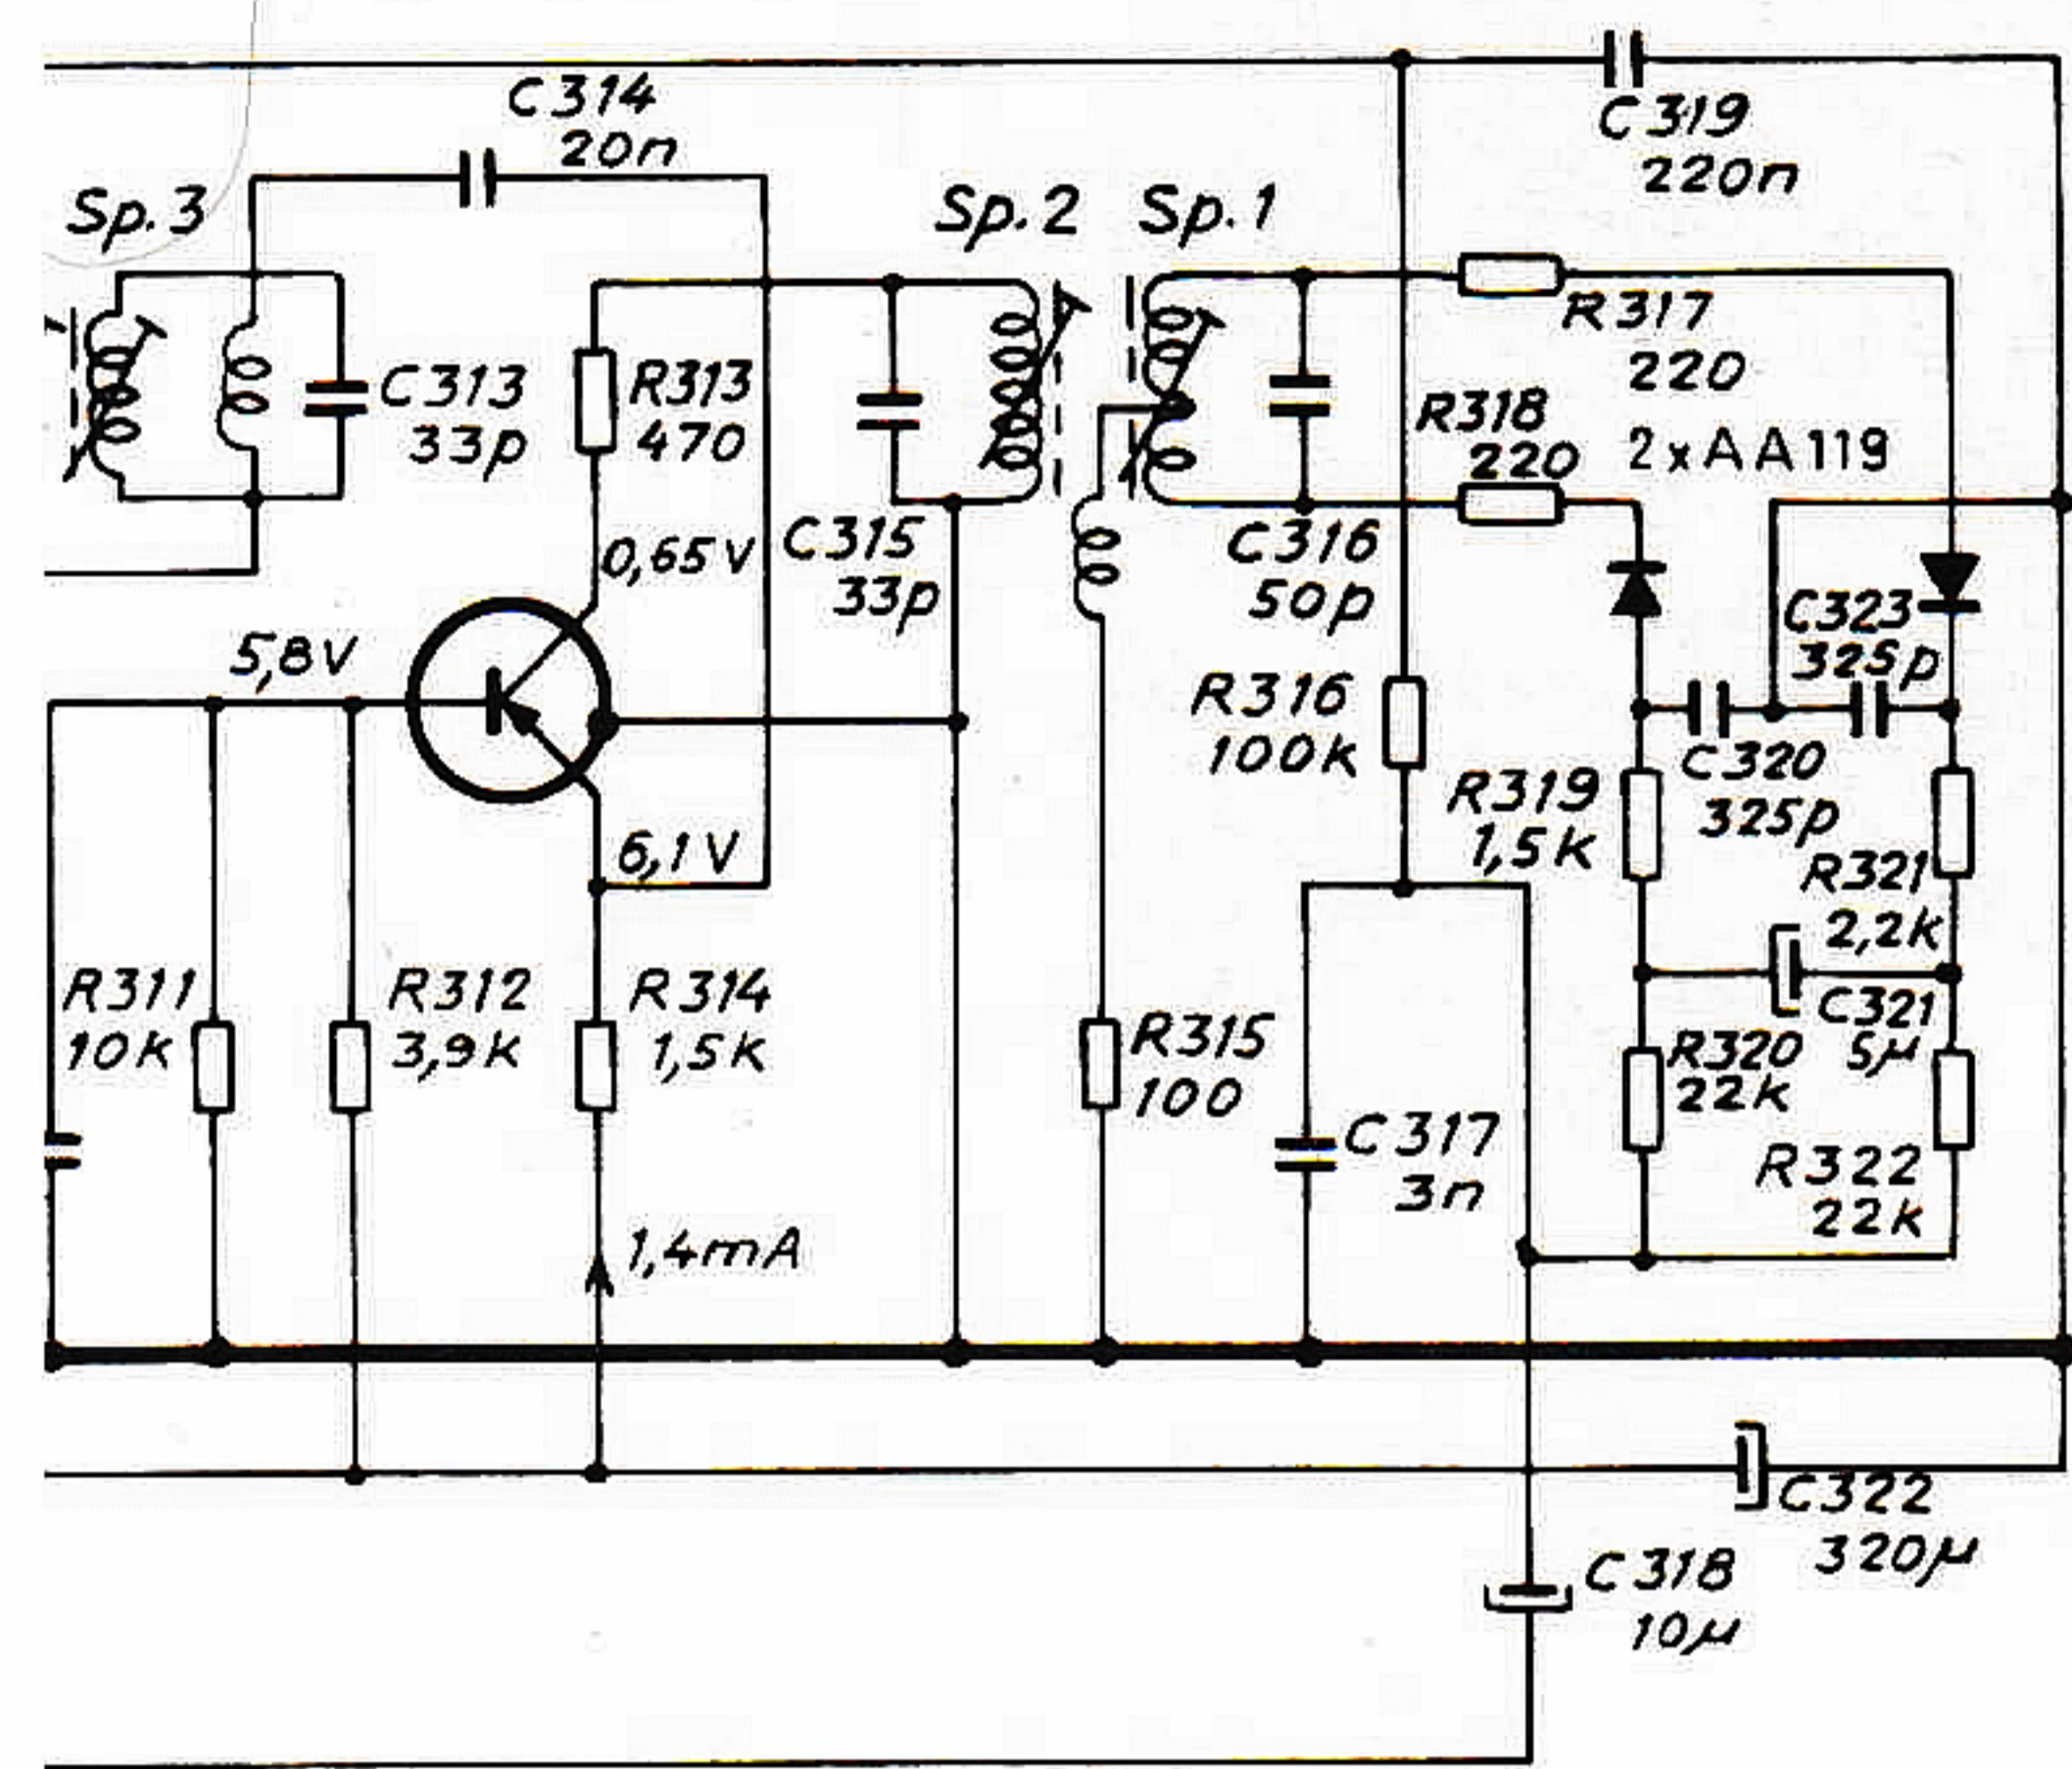 C314
20n
C319
220n
Sp.3
Sp.2
Sp.1
R317
220
C313
33p
R313
470
R318
220
2xAA119
0,65V
C315
33p
C316
50p
C323
325p
5,8V
R316
100k
C320
325p
R319
1,5k
6,1V
R321
2,2k
R311
10k
R312
3,9k
R314
1,5k
R315
100
C321
5µ
R320
22k
C317
3n
R322
22k
1,4mA
C322
320µ
C318
10µ